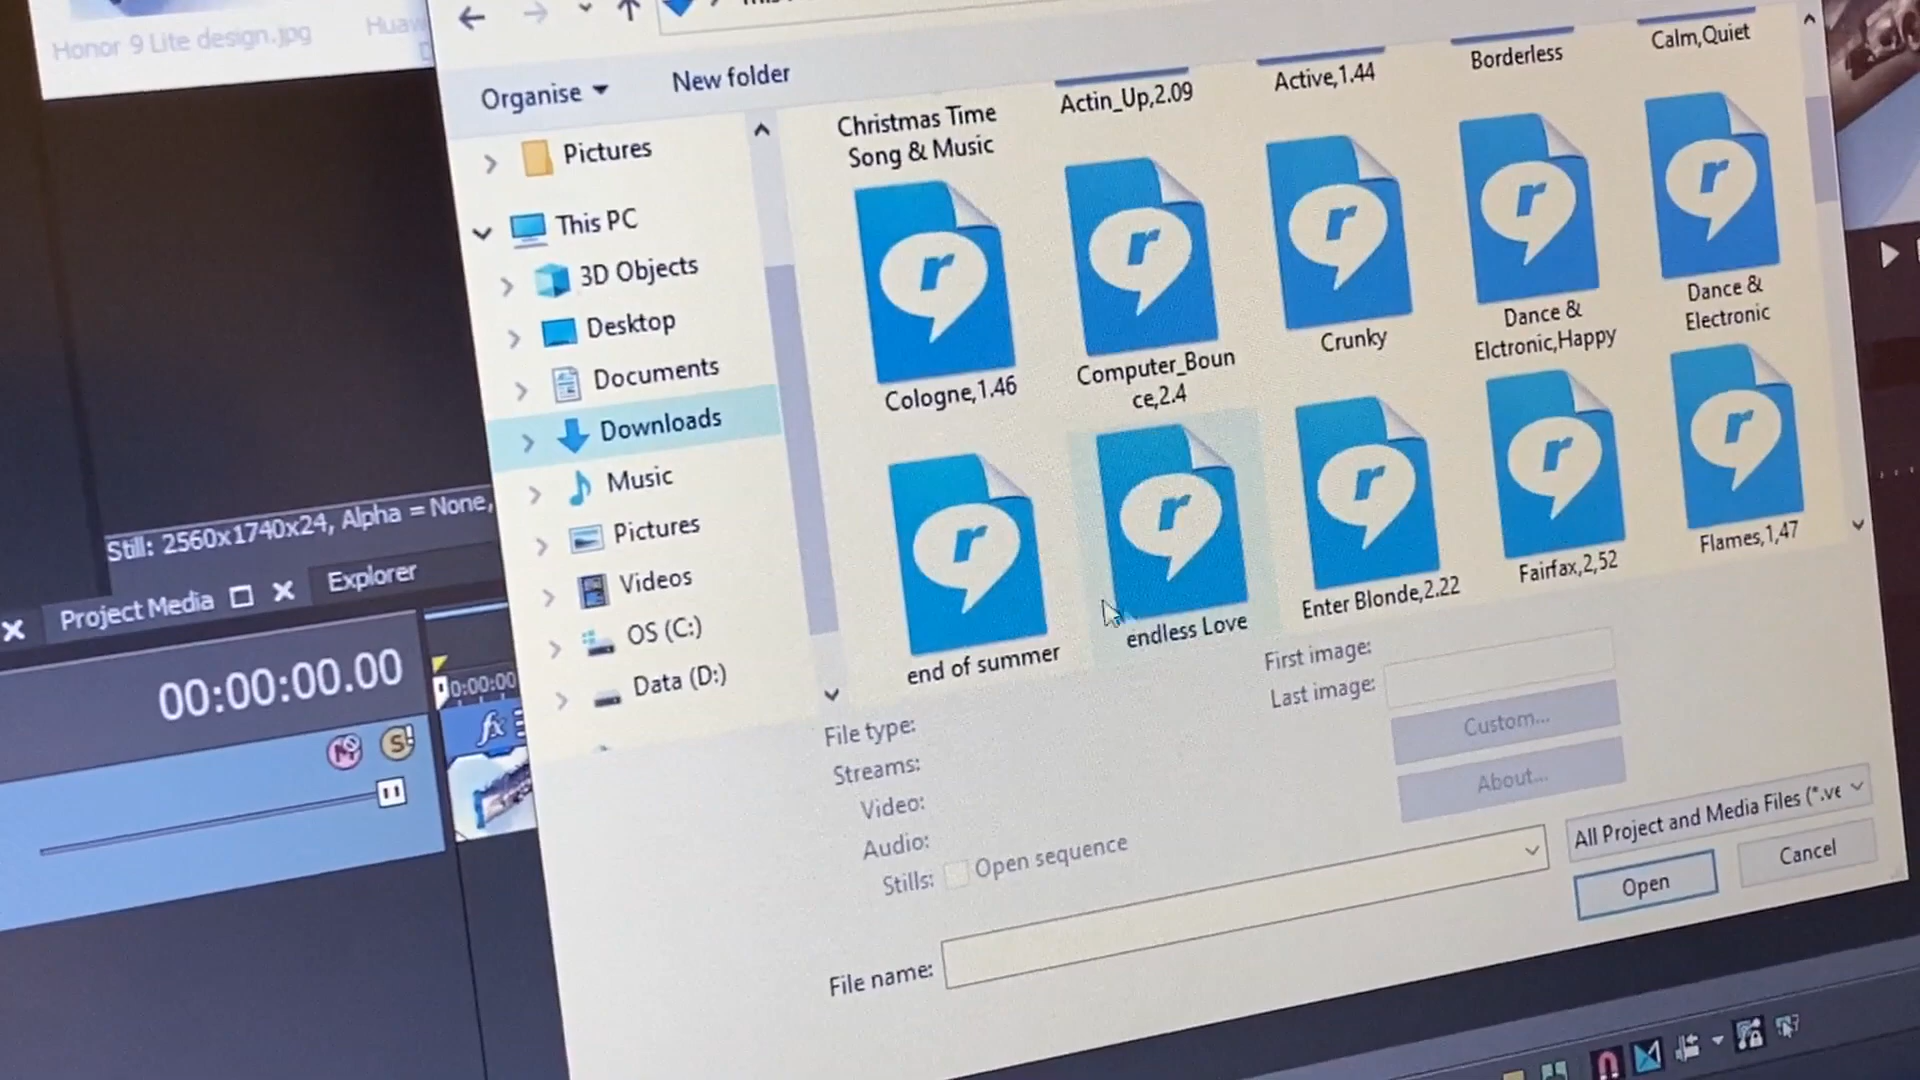 Honor 9 Lite design.jpg
Organise
New folder
Pictures
This PC
3D Objects
Desktop
Documents
Downloads
Music
Pictures
Videos
OS (C:)
Data (D:)
Christmas Time
Song & Music
Actin_Up,2.09
Active,1.44
Borderless
Calm,Quiet
Cologne,1.46
Computer_Boun
ce,2.4
Crunky
Dance &
Elctronic,Happy
Dance &
Electronic
end of summer
endless Love
Enter Blonde,2.22
Fairfax,2,52
Flames,1,47
First image:
Last image:
Custom...
About...
File type:
Streams:
Video:
Audio:
Stills:
Open sequence
All Project and Media Files (*.ve
Open
Cancel
File name:
Still: 2560x1740x24, Alpha = None,
Project Media
Explorer
00:00:00.00
0:00:00